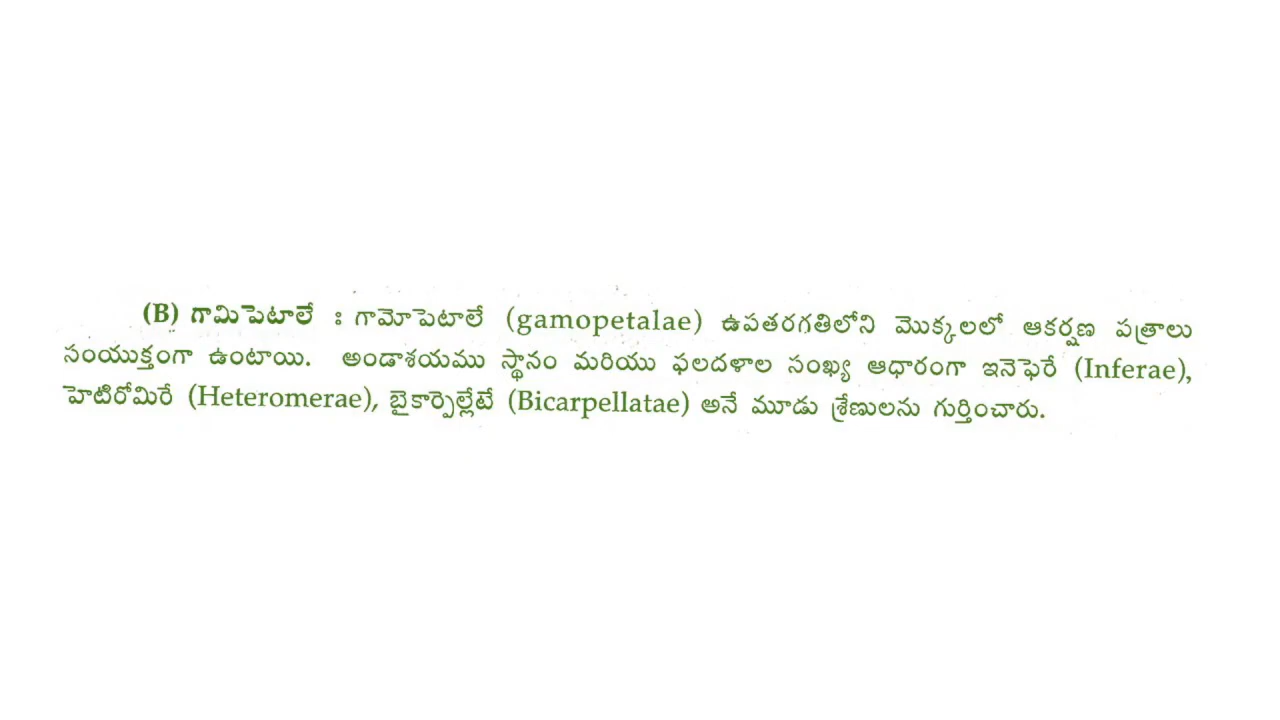 (B) గామిపెటాలే : గామోపెటాలే (gamopetalae) ఉపతరగతిలోని మొక్కలలో ఆకర్షణ పత్రాలు
సంయుక్తంగా ఉంటాయి. అండాశయము స్థానం మరియు ఫలదళాల సంఖ్య ఆధారంగా ఇనెఫెరే (Inferae),
హెటిరోమిరే (Heteromerae), బైకార్పెల్లేటే (Bicarpellatae) అనే మూడు శ్రేణులను గుర్తించారు.